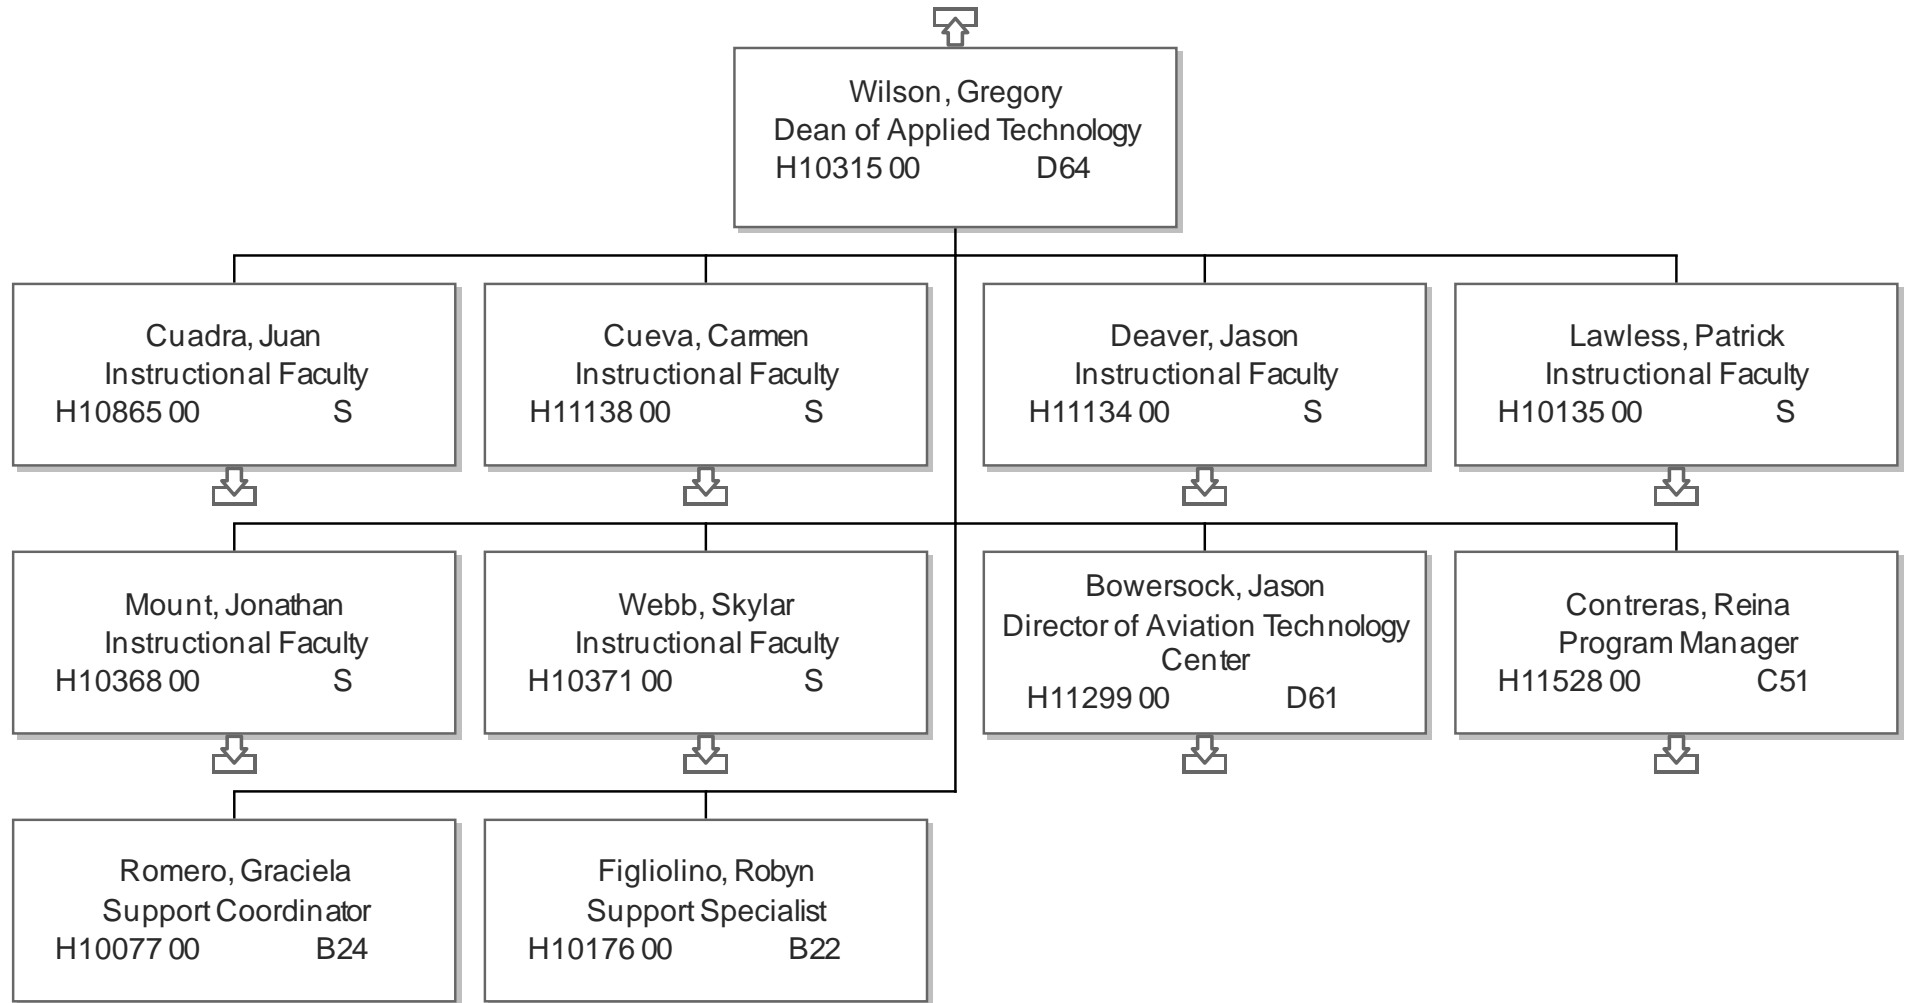 Wilson, Gregory
Dean of Applied Technology
H10315 00 D64
Cuadra, Juan
Instructional Faculty
H10865 00 S
Cueva, Carmen
Instructional Faculty
H11138 00 S
Deaver, Jason
Instructional Faculty
H11134 00 S
Lawless, Patrick
Instructional Faculty
H10135 00 S
Mount, Jonathan
Instructional Faculty
H10368 00 S
Webb, Skylar
Instructional Faculty
H10371 00 S
Bowersock, Jason
Director of Aviation Technology
Center
H11299 00 D61
Contreras, Reina
Program Manager
H11528 00 C51
Romero, Graciela
Support Coordinator
H10077 00 B24
Figliolino, Robyn
Support Specialist
H10176 00 B22